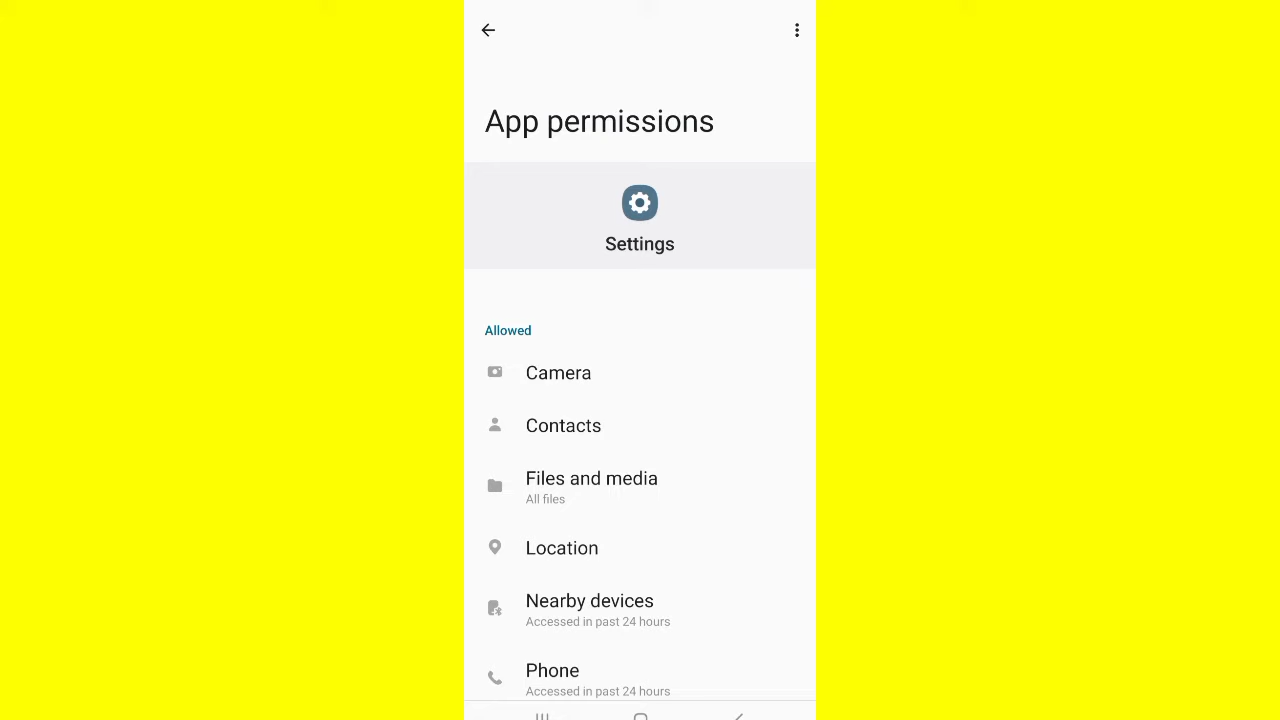 App permissions
Settings
Allowed
Camera
Contacts
Files and media
All files
Location
Nearby devices
Accessed in past 24 hours
Phone
Accessed in past 24 hours